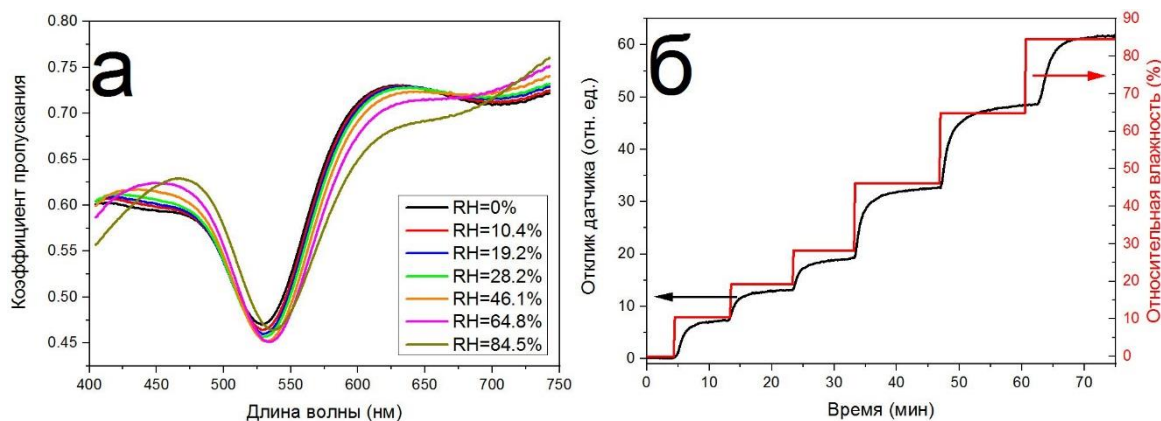 а
Коэффициент пропускания
0.80
0.75
0.70
0.65
0.60
0.55
0.50
0.45
RH=0%
RH=10.4%
RH=19.2%
RH=28.2%
RH=46.1%
RH=64.8%
RH=84.5%
400 450 500 550 600 650 700 750
Длина волны (нм)
б
Отклик датчика (отн. ед.)
60
50
40
30
20
10
0
90
80
70
60
50
40
30
20
10
0
Относительная влажность (%)
0 10 20 30 40 50 60 70
Время (мин)